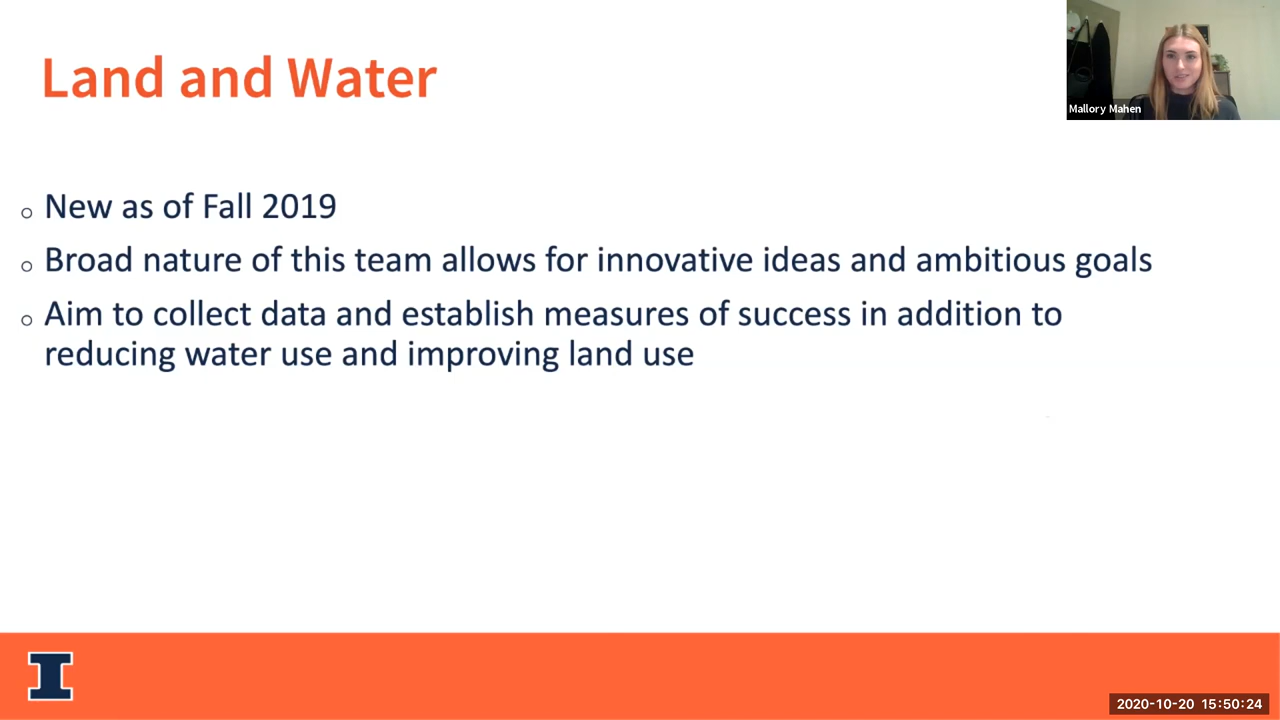 Land and Water
Mallory Mahen
New as of Fall 2019
Broad nature of this team allows for innovative ideas and ambitious goals
Aim to collect data and establish measures of success in addition to
reducing water use and improving land use
I
2020-10-20 15:50:24